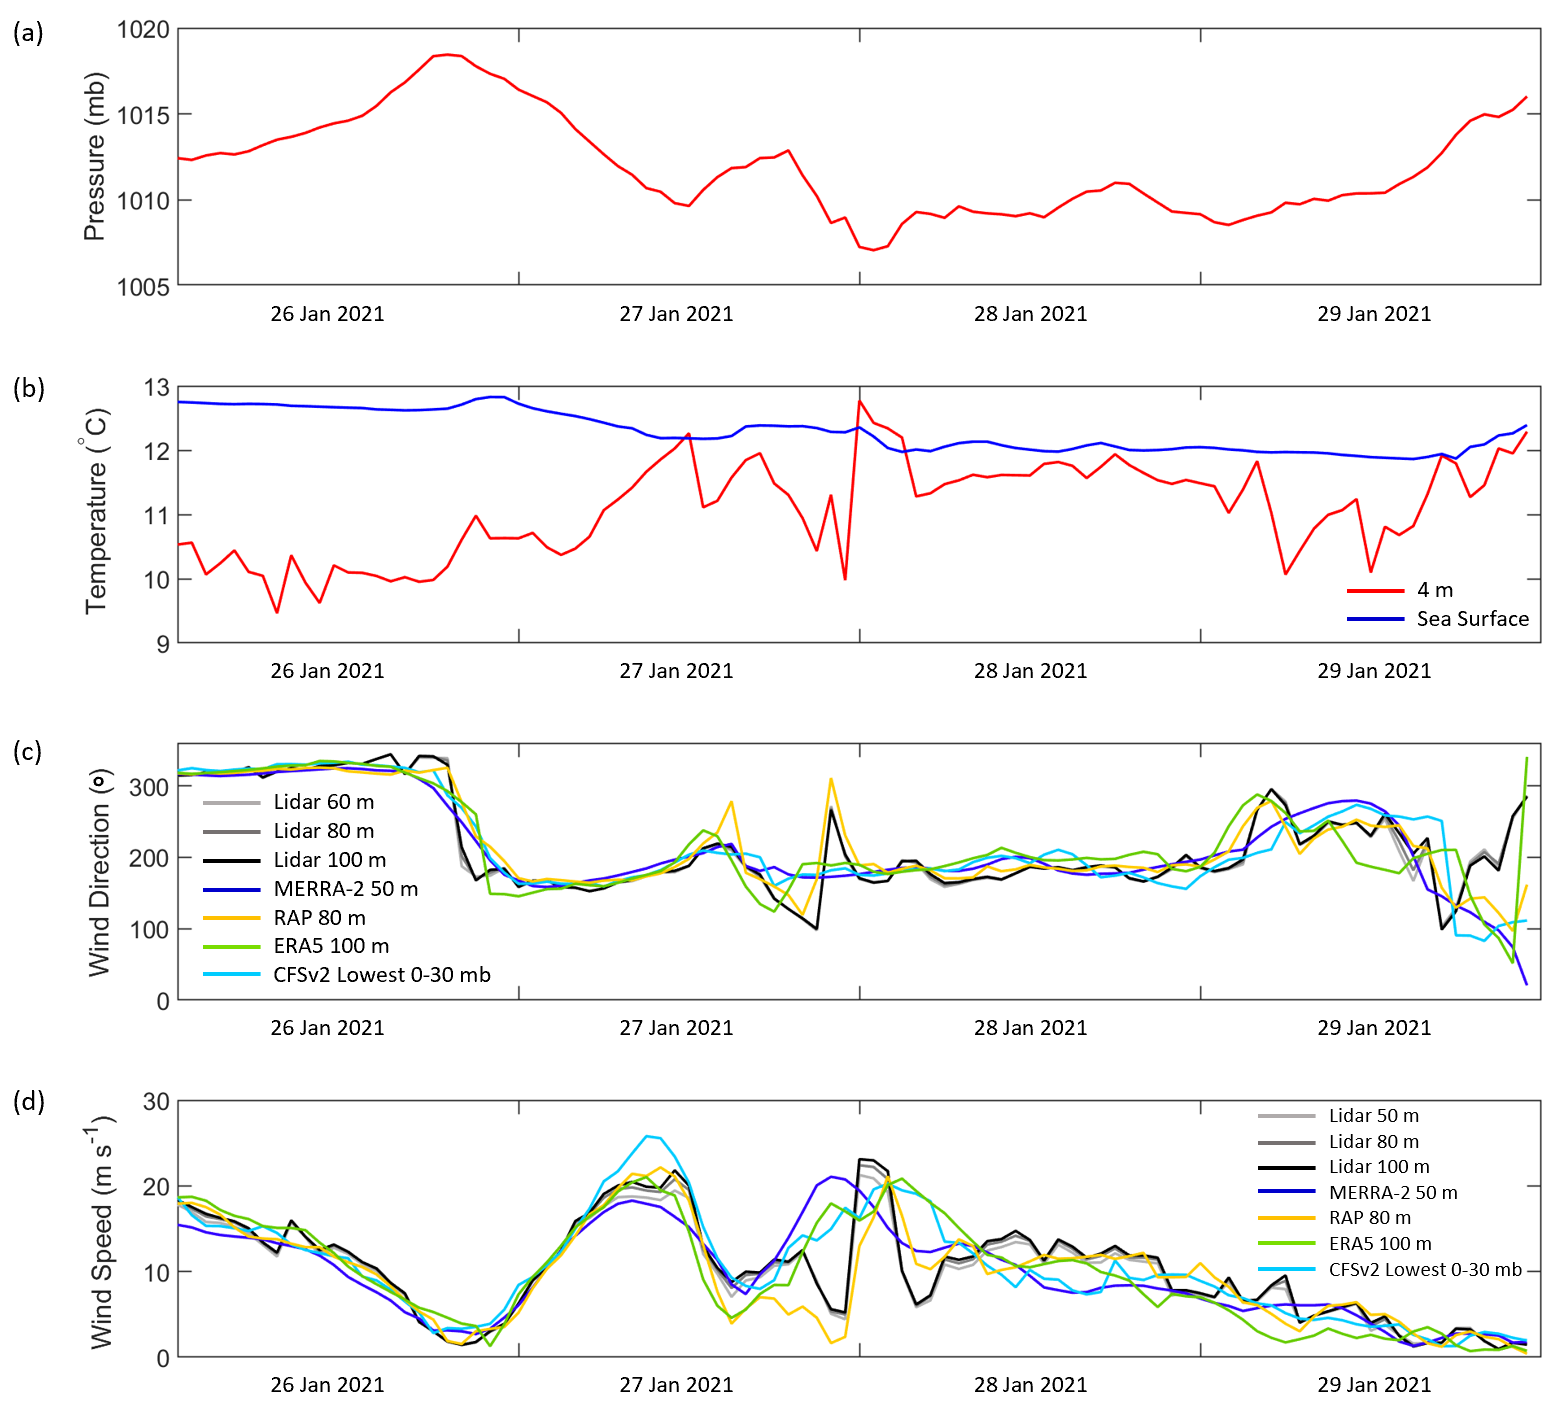 (a)
Pressure (mb)
1020
1015
1010
1005
26 Jan 2021
27 Jan 2021
28 Jan 2021
29 Jan 2021
(b)
Temperature (°C)
13
12
11
10
9
4 m
Sea Surface
26 Jan 2021
27 Jan 2021
28 Jan 2021
29 Jan 2021
(c)
Wind Direction (°)
300
200
100
0
Lidar 60 m
Lidar 80 m
Lidar 100 m
MERRA-2 50 m
RAP 80 m
ERA5 100 m
CFSv2 Lowest 0-30 mb
26 Jan 2021
27 Jan 2021
28 Jan 2021
29 Jan 2021
(d)
Wind Speed (m s⁻¹)
30
20
10
0
Lidar 50 m
Lidar 80 m
Lidar 100 m
MERRA-2 50 m
RAP 80 m
ERA5 100 m
CFSv2 Lowest 0-30 mb
26 Jan 2021
27 Jan 2021
28 Jan 2021
29 Jan 2021